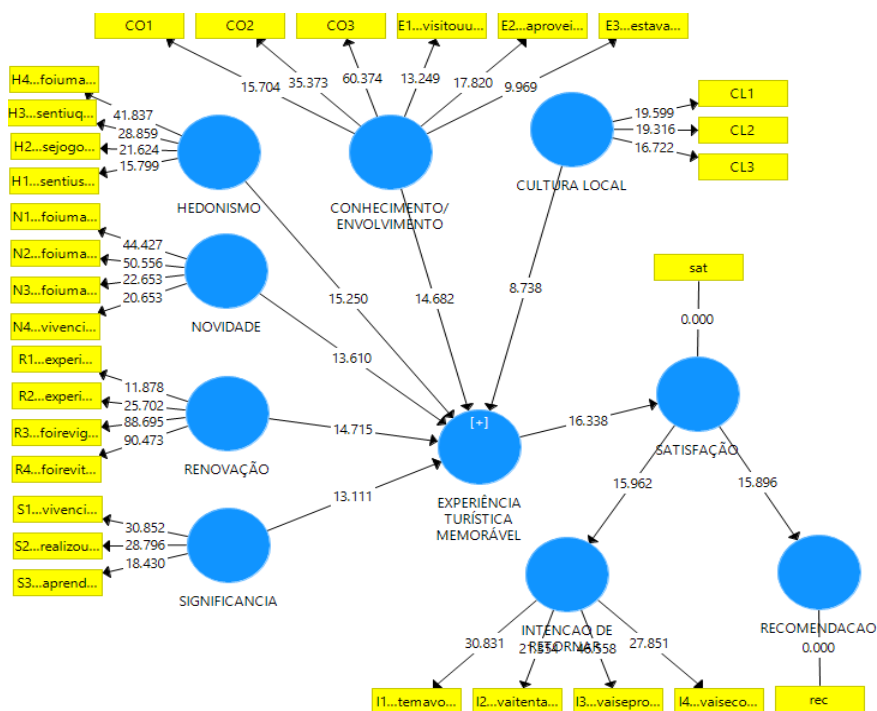 CO1
CO2
CO3
E1...visitouu...
E2...aprovei...
E3...estava...
15.704
35.373
60.374
13.249
17.820
9.969
H4...foiuma...
H3...sentiuq...
H2...sejogo...
H1...sentius...
41.837
28.859
21.624
15.799
HEDONISMO
CONHECIMENTO/
ENVOLVIMENTO
CULTURA LOCAL
19.599
19.316
16.722
CL1
CL2
CL3
N1...foiuma...
N2...foiuma...
N3...foiuma...
N4...vivenci...
44.427
50.556
22.653
20.653
NOVIDADE
15.250
14.682
8.738
13.610
sat
0.000
R1...experi...
R2...experi...
R3...foirevig...
R4...foirevit...
11.878
25.702
88.695
90.473
RENOVAÇÃO
14.715
[+]
16.338
SATISFAÇÃO
EXPERIÊNCIA
TURÍSTICA
MEMORÁVEL
S1...vivenci...
S2...realizou...
S3...aprend...
30.852
28.796
18.430
SIGNIFICANCIA
13.111
15.962
15.896
INTENCAO DE
RETORNAR
RECOMENDACAO
30.831
46.558
27.851
0.000
I1...temavo...
I2...vaitenta...
I3...vaisepro...
I4...vaiseco...
rec